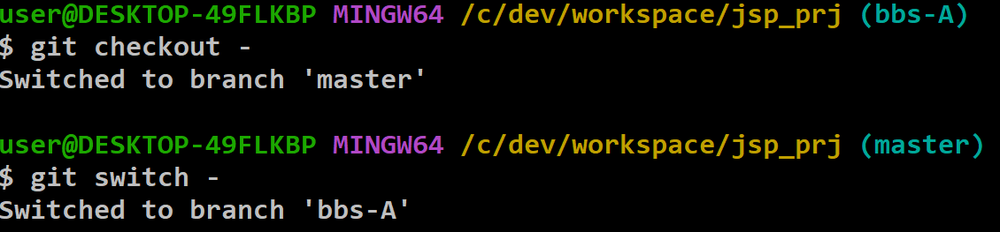 user@DESKTOP-49FLKBP MINGW64 /c/dev/workspace/jsp_prj (bbs-A)
$ git checkout -
Switched to branch 'master'
user@DESKTOP-49FLKBP MINGW64 /c/dev/workspace/jsp_prj (master)
$ git switch -
Switched to branch 'bbs-A'